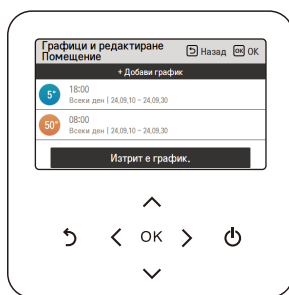 Графици и редактиране
Помещение
Назад OK OK
+ Добави график
5° 18:00
Всеки ден | 24,09,10 ~ 24,09,30
50° 08:00
Всеки ден | 24,09,10 ~ 24,09,30
Изтрит е график.
OK